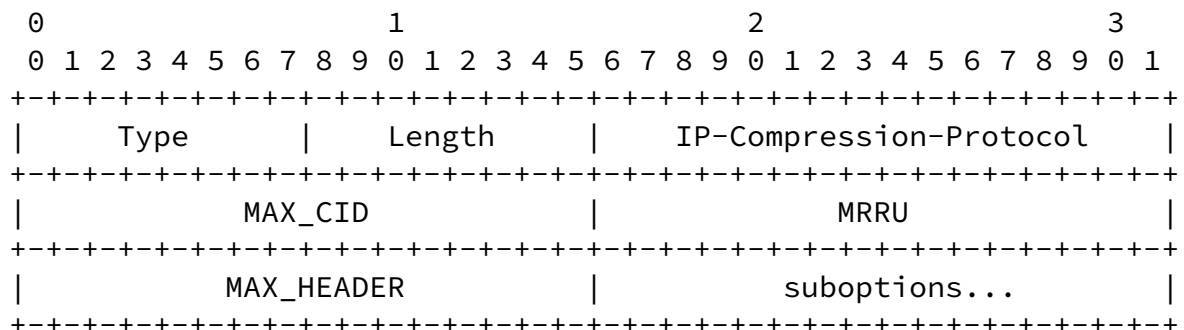 0                   1                   2                   3
 0 1 2 3 4 5 6 7 8 9 0 1 2 3 4 5 6 7 8 9 0 1 2 3 4 5 6 7 8 9 0 1
+-+-+-+-+-+-+-+-+-+-+-+-+-+-+-+-+-+-+-+-+-+-+-+-+-+-+-+-+-+-+-+-+
|     Type      |    Length     |    IP-Compression-Protocol    |
+-+-+-+-+-+-+-+-+-+-+-+-+-+-+-+-+-+-+-+-+-+-+-+-+-+-+-+-+-+-+-+-+
|            MAX_CID            |             MRRU              |
+-+-+-+-+-+-+-+-+-+-+-+-+-+-+-+-+-+-+-+-+-+-+-+-+-+-+-+-+-+-+-+-+
|           MAX_HEADER          |          suboptions...        |
+-+-+-+-+-+-+-+-+-+-+-+-+-+-+-+-+-+-+-+-+-+-+-+-+-+-+-+-+-+-+-+-+